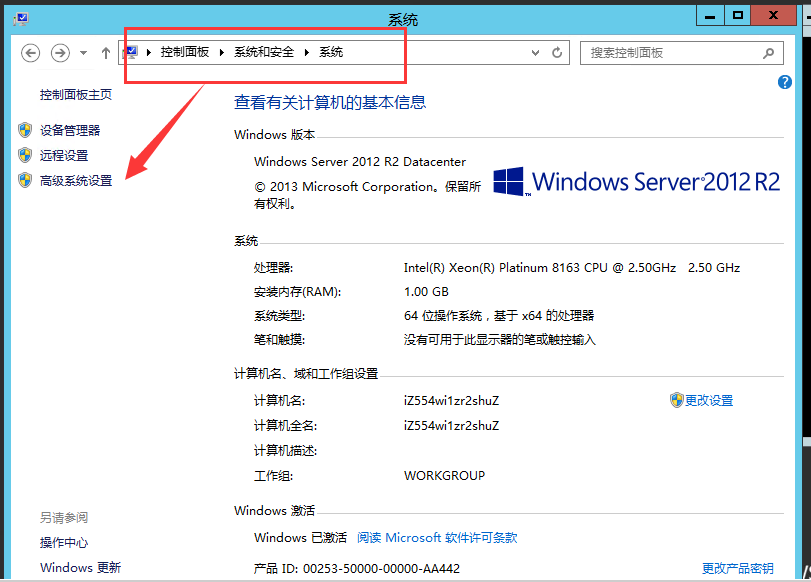 系统
控制面板 系统和安全 系统
搜索控制面板
控制面板主页
设备管理器
远程设置
高级系统设置
查看有关计算机的基本信息
Windows 版本
Windows Server 2012 R2 Datacenter
© 2013 Microsoft Corporation。保留所
有权利。
Windows Server 2012 R2
系统
处理器: Intel(R) Xeon(R) Platinum 8163 CPU @ 2.50GHz 2.50 GHz
安装内存(RAM): 1.00 GB
系统类型: 64 位操作系统，基于 x64 的处理器
笔和触摸: 没有可用于此显示器的笔或触控输入
计算机名、域和工作组设置
计算机名: iZ554wi1zr2shuZ 更改设置
计算机全名: iZ554wi1zr2shuZ
计算机描述:
工作组: WORKGROUP
Windows 激活
Windows 已激活 阅读 Microsoft 软件许可条款
产品 ID: 00253-50000-00000-AA442 更改产品密钥
另请参阅
操作中心
Windows 更新